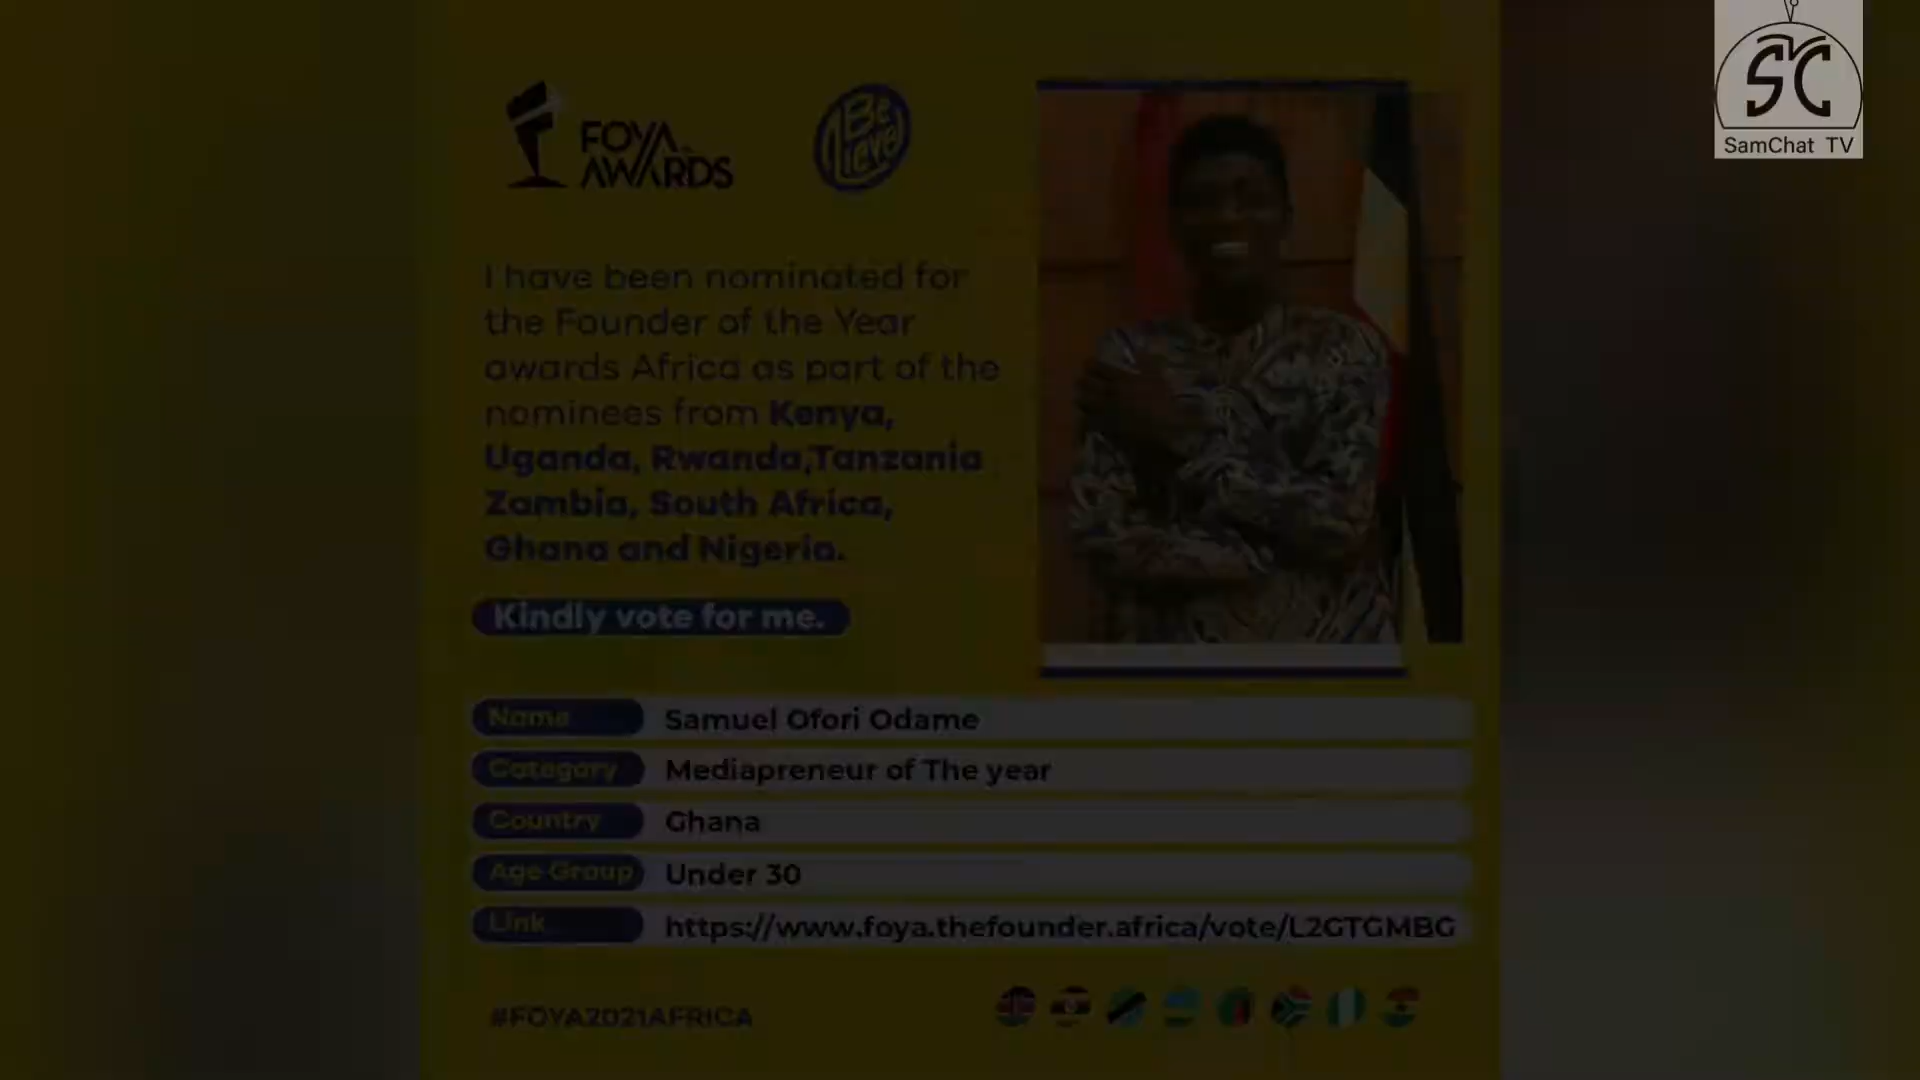 SC
SamChat TV
FOYA
AWARDS
Be
lieve
I have been nominated for
the Founder of the Year
awards Africa as part of the
nominees from Kenya,
Uganda, Rwanda,Tanzania
Zambia, South Africa,
Ghana and Nigeria.
Kindly vote for me.
Name Samuel Ofori Odame
Category Mediapreneur of The year
Country Ghana
Age Group Under 30
Link https://www.foya.thefounder.africa/vote/L2GTGMBG
#FOYA2021AFRICA